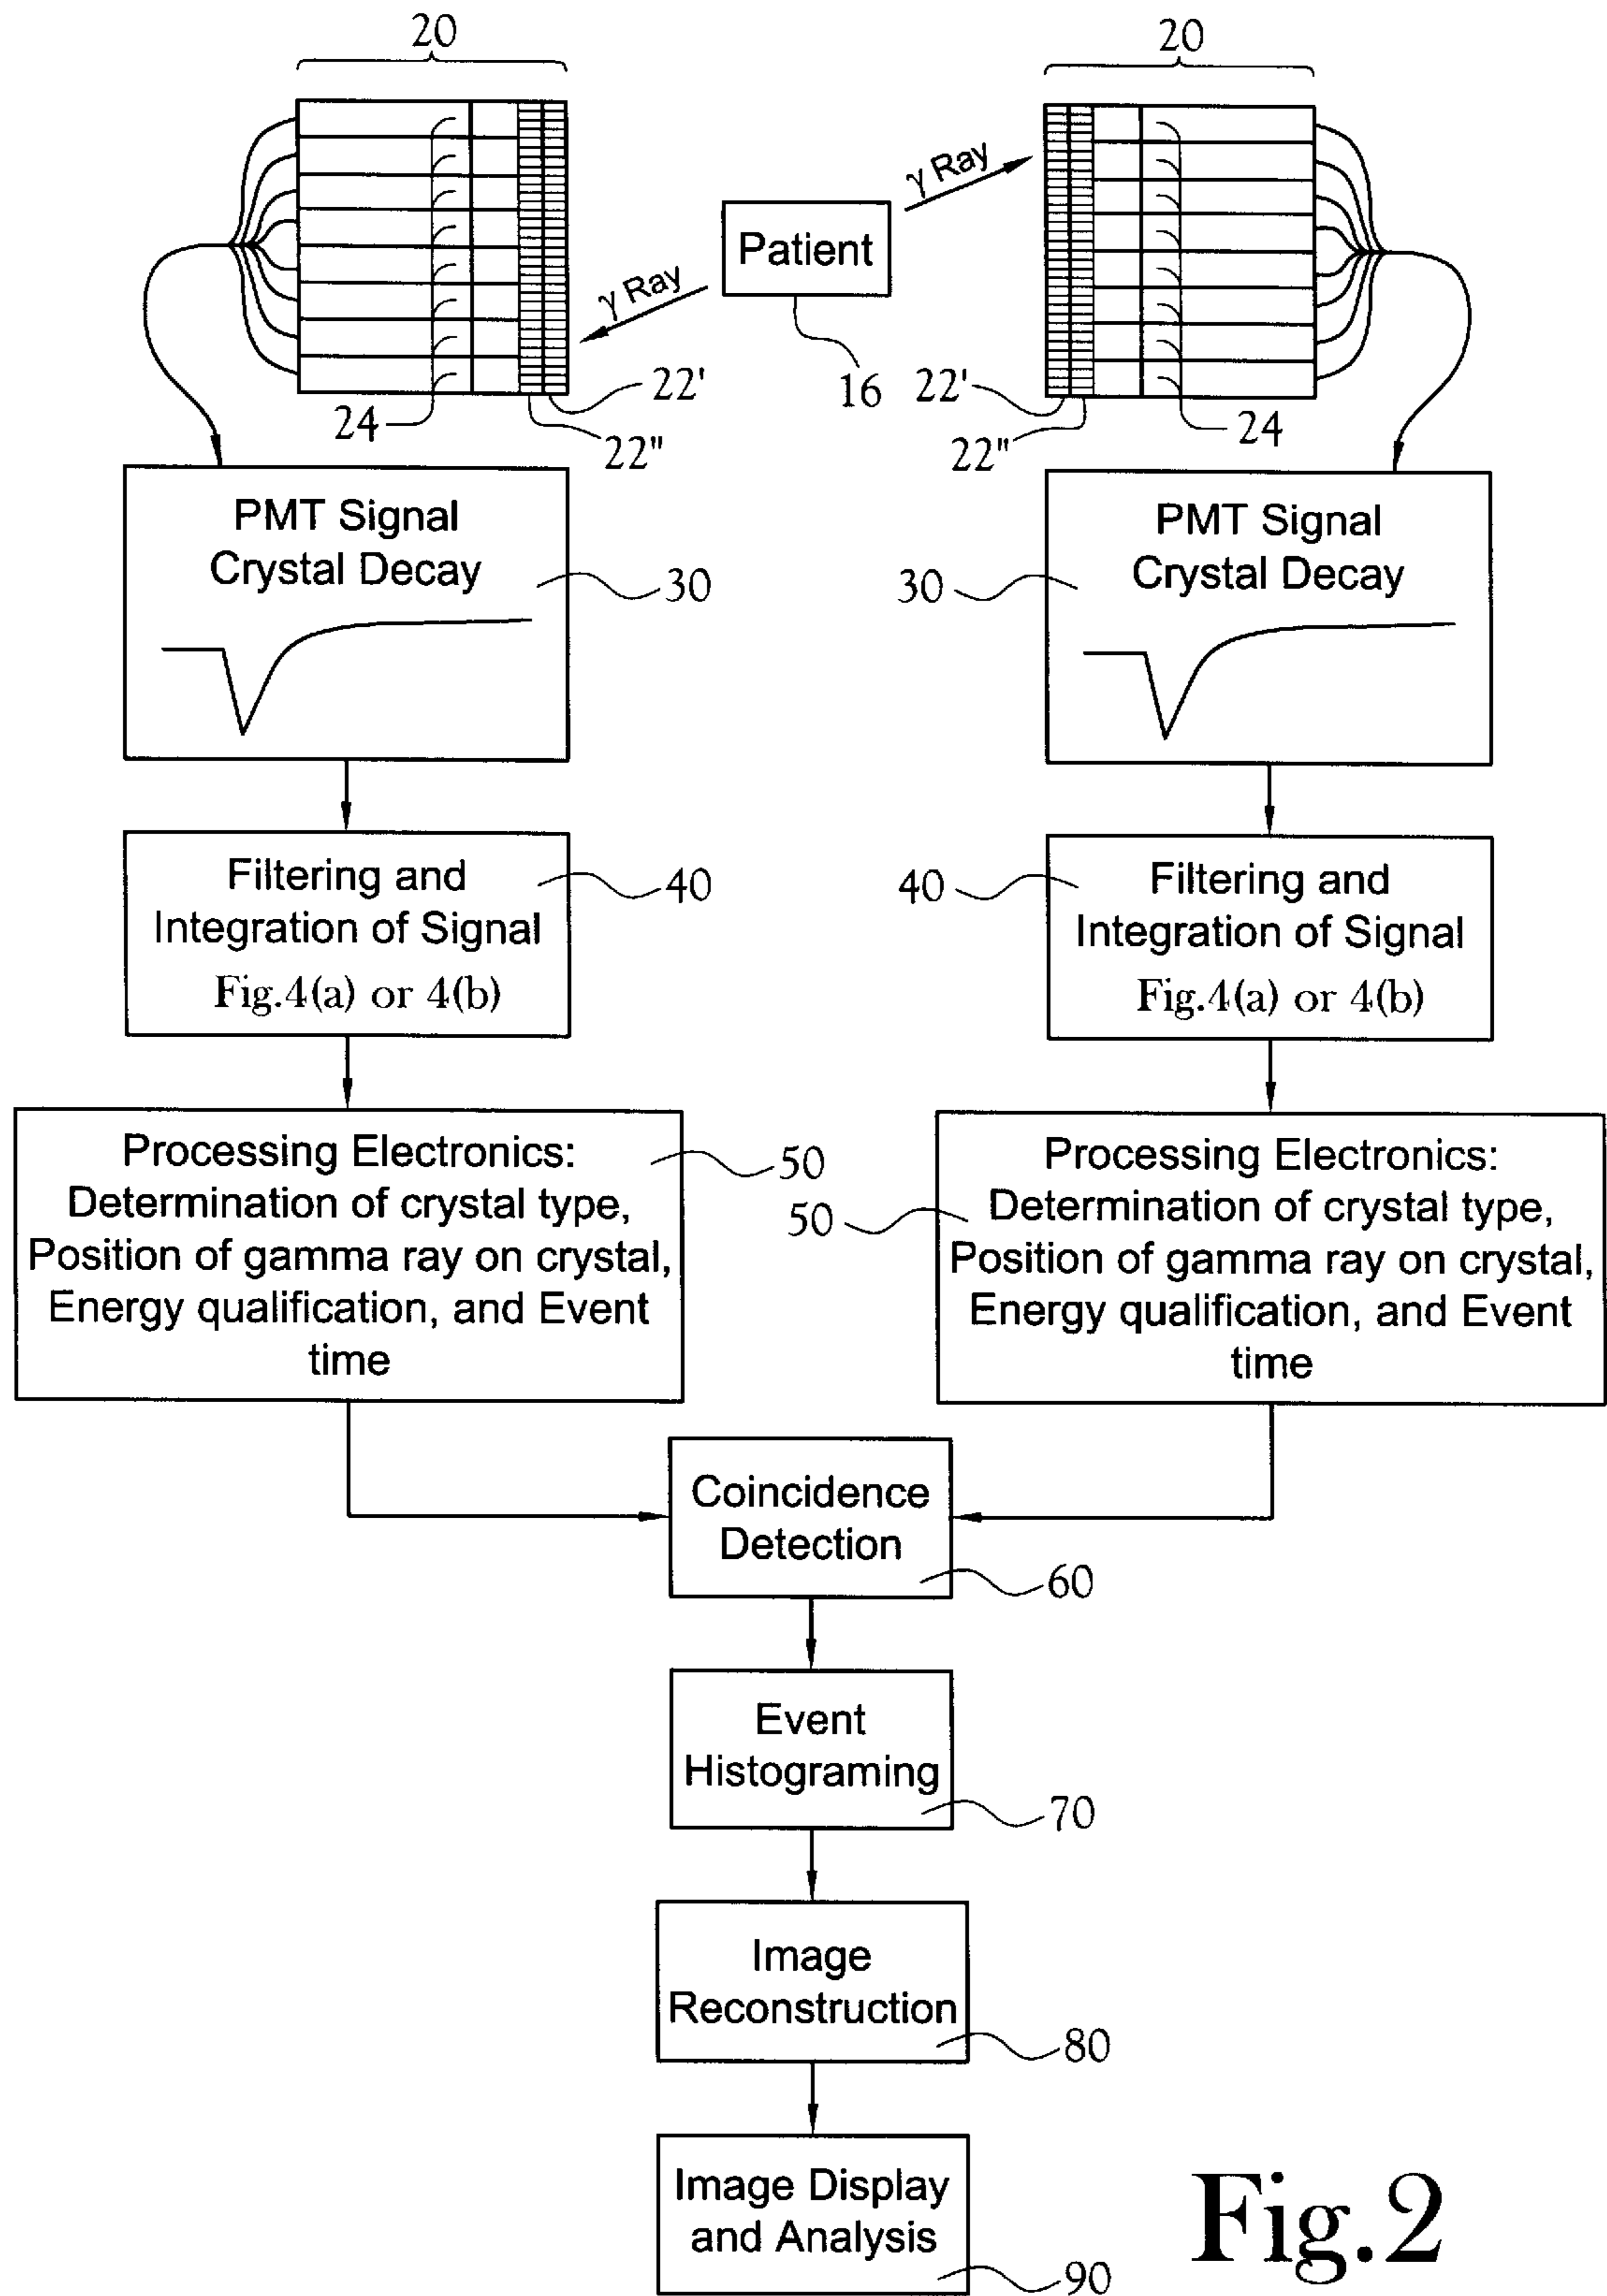 20
20
γ Ray
Patient
γ Ray
22'
16
22'
24
22"
22"
24
PMT Signal
Crystal Decay
30
30
PMT Signal
Crystal Decay
Filtering and
Integration of Signal
Fig.4(a) or 4(b)
40
40
Filtering and
Integration of Signal
Fig.4(a) or 4(b)
Processing Electronics:
Determination of crystal type,
Position of gamma ray on crystal,
Energy qualification, and Event
time
50
50
Processing Electronics:
Determination of crystal type,
Position of gamma ray on crystal,
Energy qualification, and Event
time
Coincidence
Detection
60
Event
Histograming
70
Image
Reconstruction
80
Image Display
and Analysis
90
Fig.2